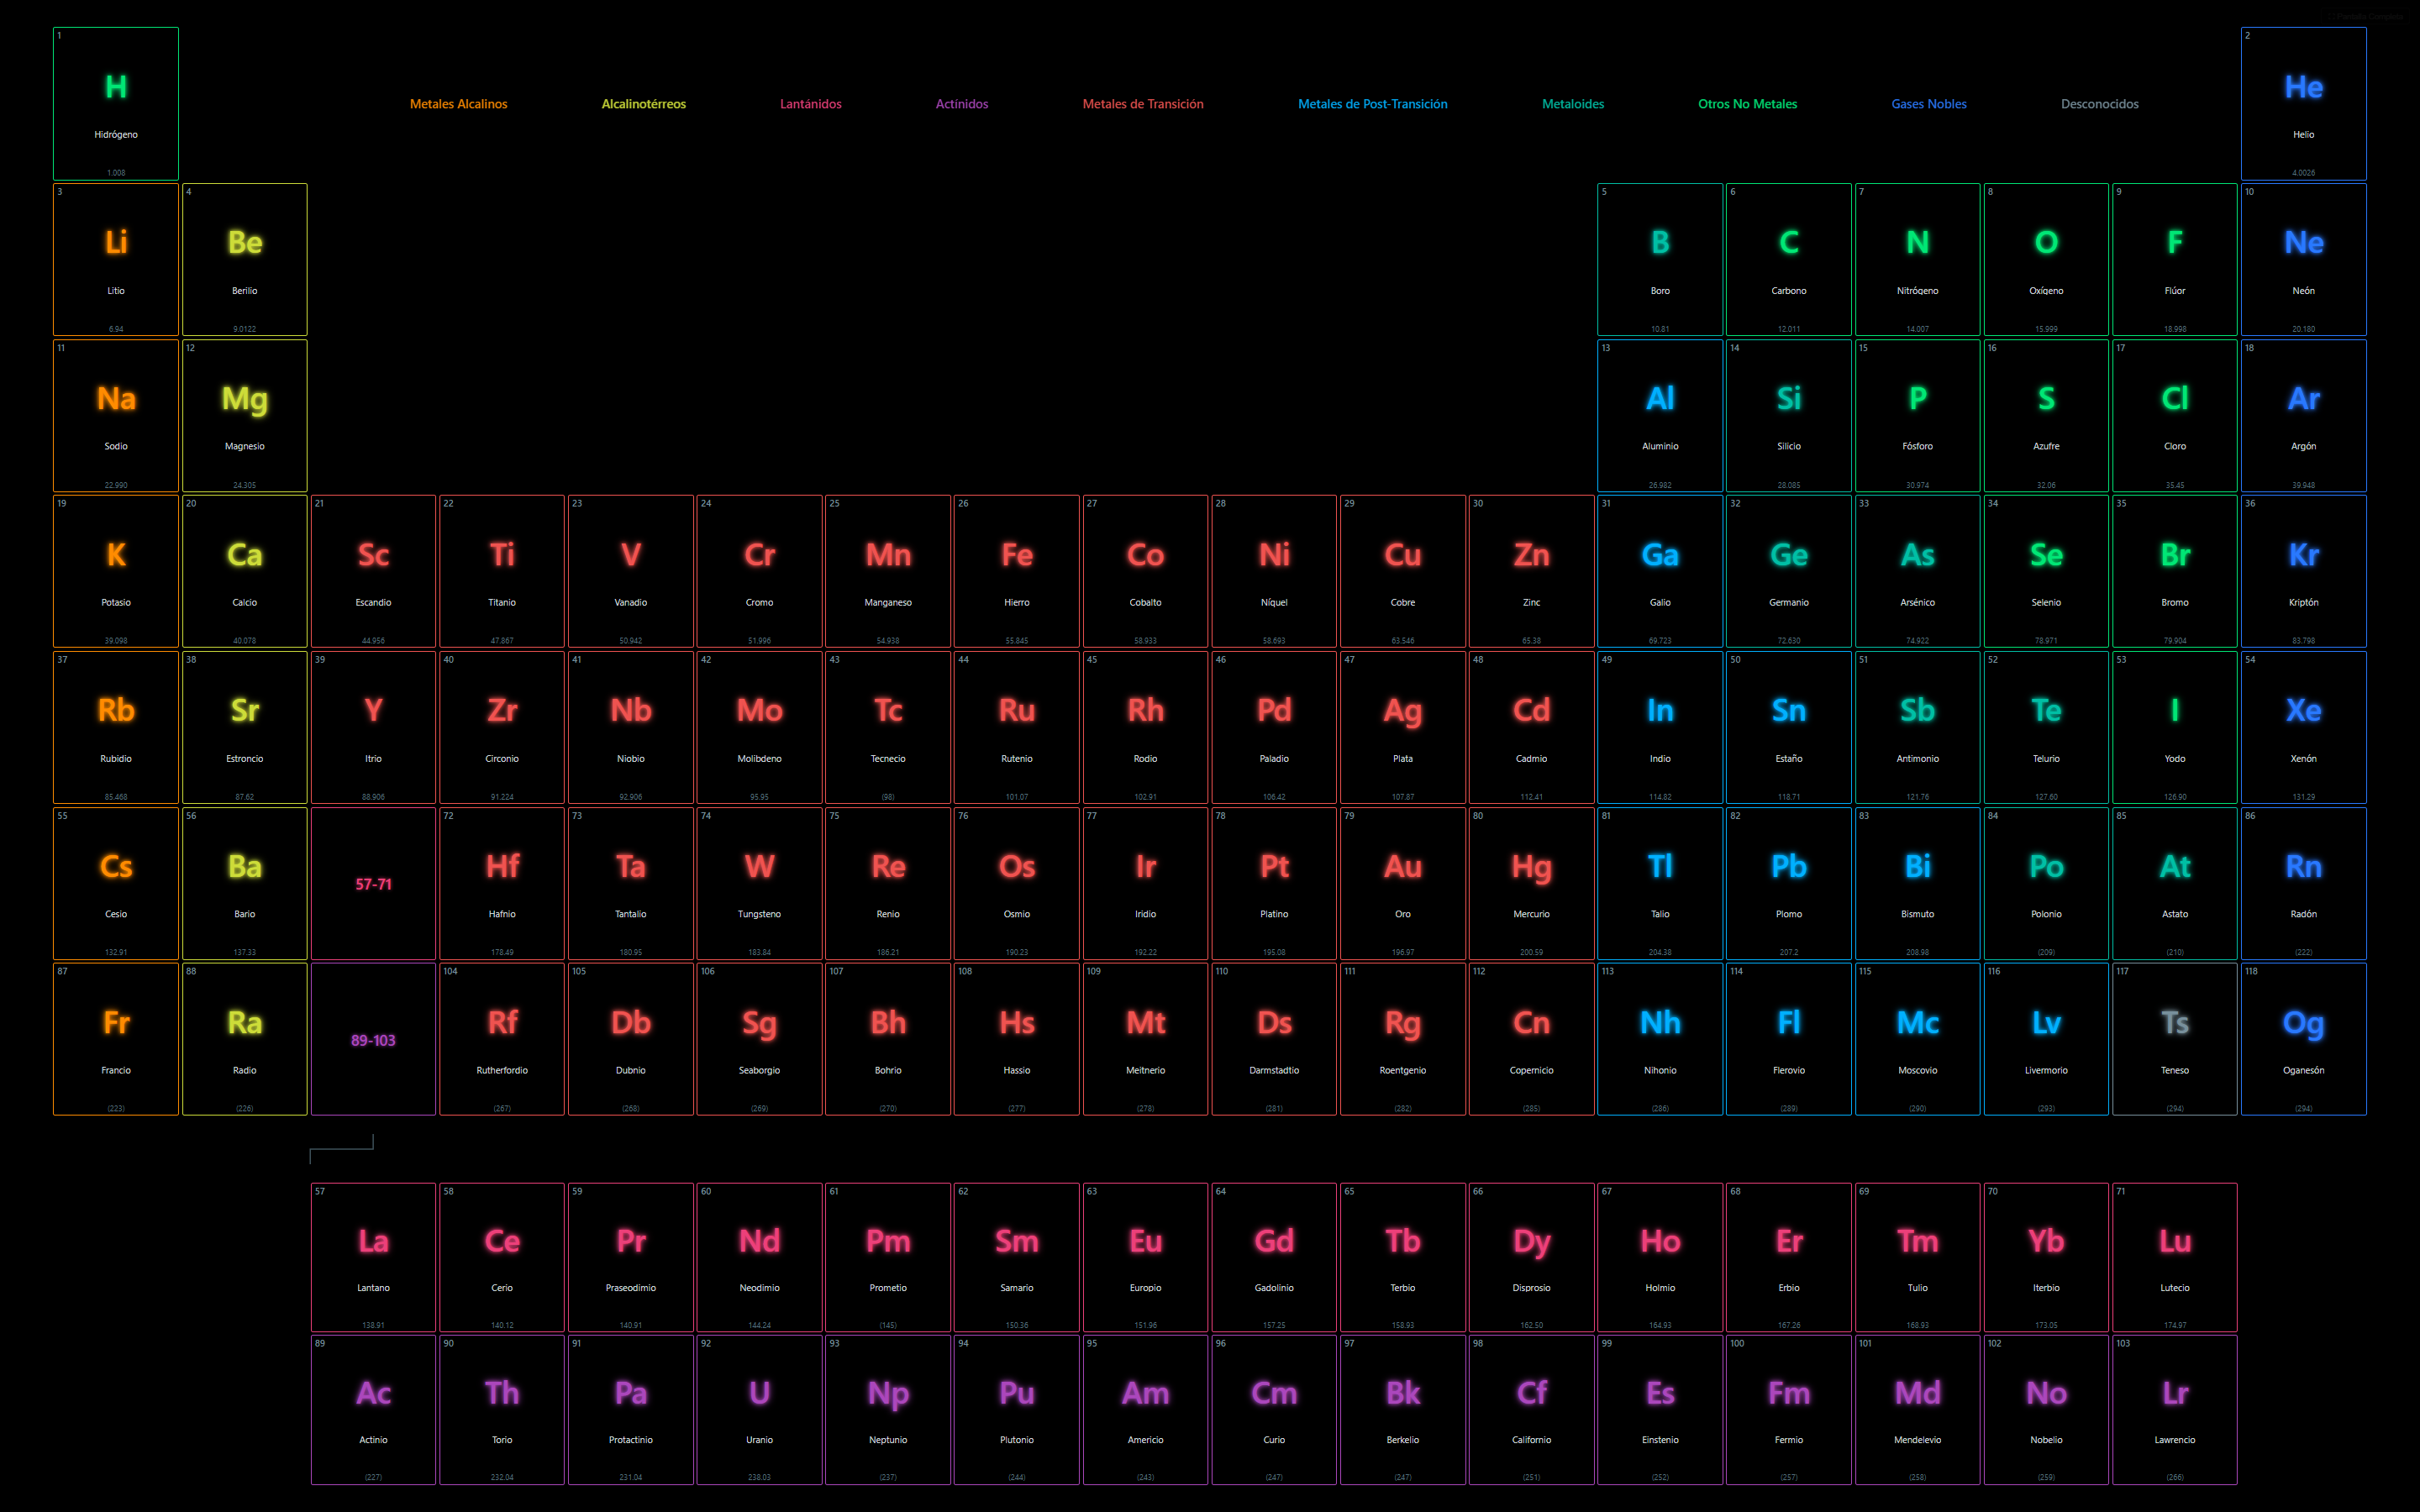 1
H
Hidrógeno
1.008
Metales Alcalinos
Alcalinotérreos
Lantánidos
Actínidos
Metales de Transición
Metales de Post-Transición
Metaloides
Otros No Metales
Gases Nobles
Desconocidos
2
He
Helio
4.0026
3
Li
Litio
6.94
4
Be
Berilio
9.0122
5
B
Boro
10.81
6
C
Carbono
12.011
7
N
Nitrógeno
14.007
8
O
Oxígeno
15.999
9
F
Flúor
18.998
10
Ne
Neón
20.180
11
Na
Sodio
22.990
12
Mg
Magnesio
24.305
13
Al
Aluminio
26.982
14
Si
Silicio
28.085
15
P
Fósforo
30.974
16
S
Azufre
32.06
17
Cl
Cloro
35.45
18
Ar
Argón
39.948
19
K
Potasio
39.098
20
Ca
Calcio
40.078
21
Sc
Escandio
44.956
22
Ti
Titanio
47.867
23
V
Vanadio
50.942
24
Cr
Cromo
51.996
25
Mn
Manganeso
54.938
26
Fe
Hierro
55.845
27
Co
Cobalto
58.933
28
Ni
Níquel
58.693
29
Cu
Cobre
63.546
30
Zn
Zinc
65.38
31
Ga
Galio
69.723
32
Ge
Germanio
72.630
33
As
Arsénico
74.922
34
Se
Selenio
78.971
35
Br
Bromo
79.904
36
Kr
Kriptón
83.798
37
Rb
Rubidio
85.468
38
Sr
Estroncio
87.62
39
Y
Itrio
88.906
40
Zr
Circonio
91.224
41
Nb
Niobio
92.906
42
Mo
Molibdeno
95.95
43
Tc
Tecnecio
(98)
44
Ru
Rutenio
101.07
45
Rh
Rodio
102.91
46
Pd
Paladio
106.42
47
Ag
Plata
107.87
48
Cd
Cadmio
112.41
49
In
Indio
114.82
50
Sn
Estaño
118.71
51
Sb
Antimonio
121.76
52
Te
Telurio
127.60
53
I
Yodo
126.90
54
Xe
Xenón
131.29
55
Cs
Cesio
132.91
56
Ba
Bario
137.33
57-71
72
Hf
Hafnio
178.49
73
Ta
Tantalio
180.95
74
W
Tungsteno
183.84
75
Re
Renio
186.21
76
Os
Osmio
190.23
77
Ir
Iridio
192.22
78
Pt
Platino
195.08
79
Au
Oro
196.97
80
Hg
Mercurio
200.59
81
Tl
Talio
204.38
82
Pb
Plomo
207.2
83
Bi
Bismuto
208.98
84
Po
Polonio
(209)
85
At
Astato
(210)
86
Rn
Radón
(222)
87
Fr
Francio
(223)
88
Ra
Radio
(226)
89-103
104
Rf
Rutherfordio
(267)
105
Db
Dubnio
(268)
106
Sg
Seaborgio
(269)
107
Bh
Bohrio
(270)
108
Hs
Hassio
(277)
109
Mt
Meitnerio
(278)
110
Ds
Darmstadtio
(281)
111
Rg
Roentgenio
(282)
112
Cn
Copernicio
(285)
113
Nh
Nihonio
(286)
114
Fl
Flerovio
(289)
115
Mc
Moscovio
(290)
116
Lv
Livermorio
(293)
117
Ts
Teneso
(294)
118
Og
Oganesón
(294)
57
La
Lantano
138.91
58
Ce
Cerio
140.12
59
Pr
Praseodimio
140.91
60
Nd
Neodimio
144.24
61
Pm
Prometio
(145)
62
Sm
Samario
150.36
63
Eu
Europio
151.96
64
Gd
Gadolinio
157.25
65
Tb
Terbio
158.93
66
Dy
Disprosio
162.50
67
Ho
Holmio
164.93
68
Er
Erbio
167.26
69
Tm
Tulio
168.93
70
Yb
Iterbio
173.05
71
Lu
Lutecio
174.97
89
Ac
Actinio
(227)
90
Th
Torio
232.04
91
Pa
Protactinio
231.04
92
U
Uranio
238.03
93
Np
Neptunio
(237)
94
Pu
Plutonio
(244)
95
Am
Americio
(243)
96
Cm
Curio
(247)
97
Bk
Berkelio
(247)
98
Cf
Californio
(251)
99
Es
Einstenio
(252)
100
Fm
Fermio
(257)
101
Md
Mendelevio
(258)
102
No
Nobelio
(259)
103
Lr
Lawrencio
(266)